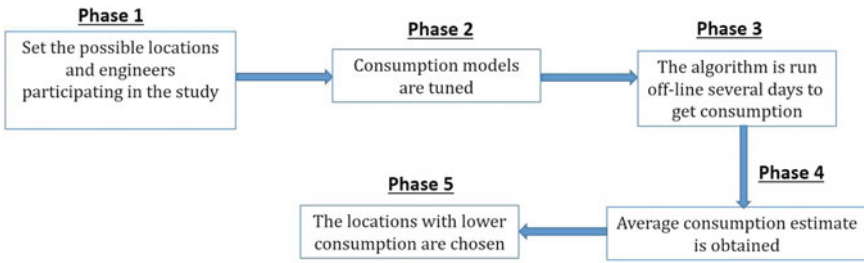 Phase 1
Set the possible locations
and engineers
participating in the study
Phase 2
Consumption models
are tuned
Phase 3
The algorithm is run
off-line several days to
get consumption
Phase 4
Average consumption estimate
is obtained
Phase 5
The locations with lower
consumption are chosen